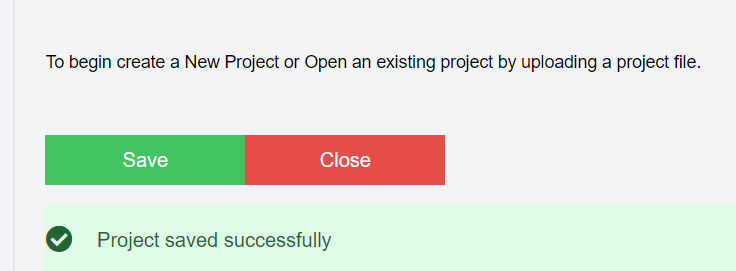 To begin create a New Project or Open an existing project by uploading a project file.
Save Close
Project saved successfully